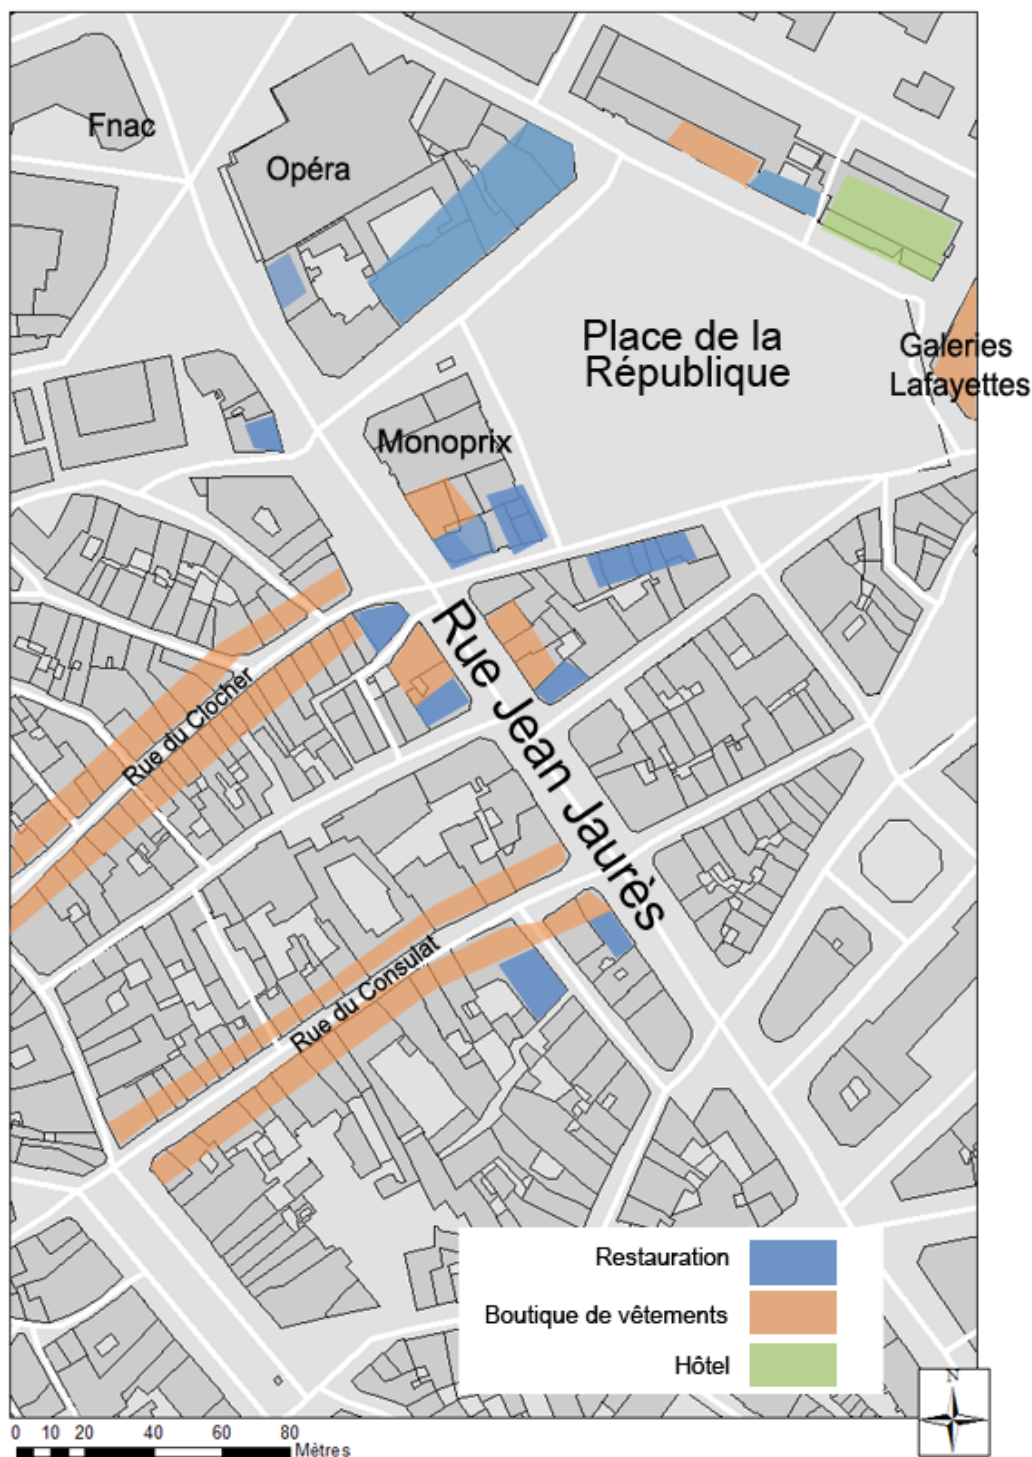 Fnac
Opéra
Place de la
République
Galeries
Lafayettes
Monoprix
Rue Jean Jaurès
Rue du Clocher
Rue du Consulat
Restauration
Boutique de vêtements
Hôtel
N
0 10 20 40 60 80
Mètres